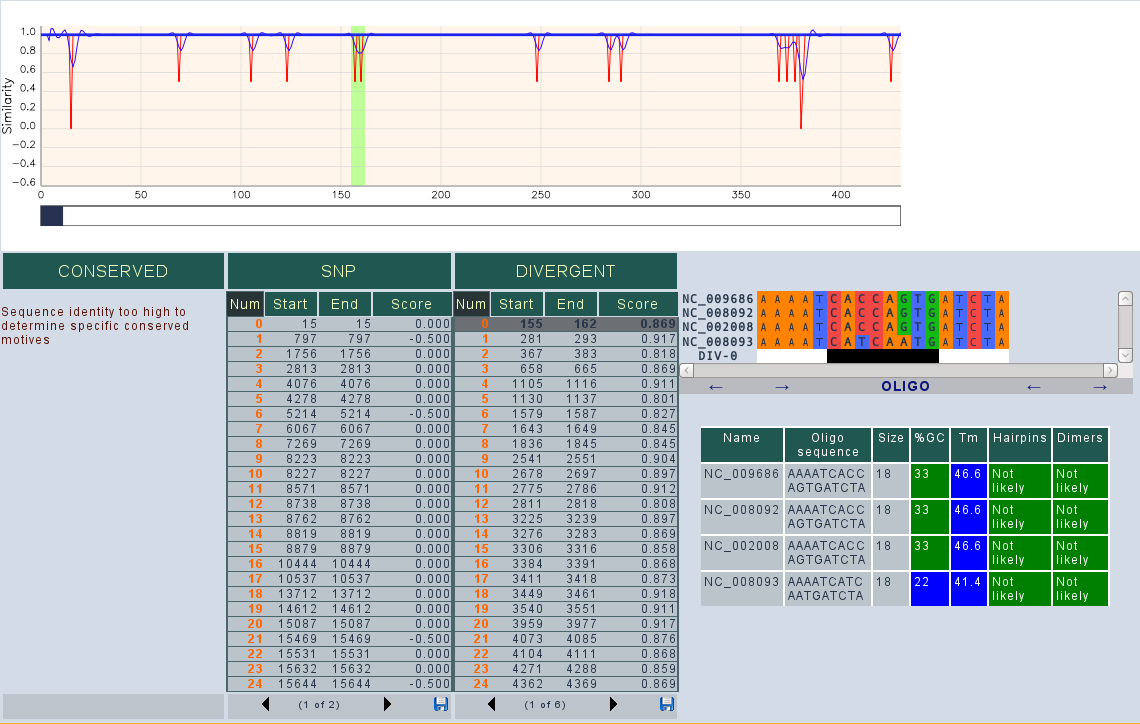 1.0
0.8
0.6
0.4
0.2
0.0
−0.2
−0.4
−0.6
Similarity
0 50 100 150 200 250 300 350 400
CONSERVED
Sequence identity too high to
determine specific conserved
motives
SNP
Num Start End Score
0 15 15 0.000
1 797 797 -0.500
2 1756 1756 0.000
3 2813 2813 0.000
4 4076 4076 0.000
5 4278 4278 0.000
6 5214 5214 -0.500
7 6067 6067 0.000
8 7269 7269 0.000
9 8223 8223 0.000
10 8227 8227 0.000
11 8571 8571 0.000
12 8738 8738 0.000
13 8762 8762 0.000
14 8819 8819 0.000
15 8879 8879 0.000
16 10444 10444 0.000
17 10537 10537 0.000
18 13712 13712 0.000
19 14612 14612 0.000
20 15087 15087 0.000
21 15469 15469 -0.500
22 15531 15531 0.000
23 15632 15632 0.000
24 15644 15644 -0.500
(1 of 2)
DIVERGENT
Num Start End Score
0 155 162 0.869
1 281 293 0.917
2 367 383 0.818
3 658 665 0.869
4 1105 1116 0.911
5 1130 1137 0.801
6 1579 1587 0.827
7 1643 1649 0.845
8 1836 1845 0.845
9 2541 2551 0.904
10 2678 2697 0.897
11 2775 2786 0.912
12 2811 2818 0.808
13 3225 3239 0.897
14 3276 3283 0.869
15 3306 3316 0.858
16 3384 3391 0.868
17 3411 3418 0.873
18 3449 3461 0.918
19 3540 3551 0.911
20 3959 3977 0.917
21 4073 4085 0.876
22 4104 4111 0.868
23 4271 4288 0.859
24 4362 4369 0.869
(1 of 6)
NC_009686 A A A A T C A C C A G T G A T C T A
NC_008092 A A A A T C A C C A G T G A T C T A
NC_002008 A A A A T C A C C A G T G A T C T A
NC_008093 A A A A T C A T C A A T G A T C T A
DIV-0
← → OLIGO ← →
Name Oligo sequence Size %GC Tm Hairpins Dimers
NC_009686 AAAATCACC 18 33 46.6 Not likely Not likely
AGTGATCTA
NC_008092 AAAATCACC 18 33 46.6 Not likely Not likely
AGTGATCTA
NC_002008 AAAATCACC 18 33 46.6 Not likely Not likely
AGTGATCTA
NC_008093 AAAATCATC 18 22 41.4 Not likely Not likely
AATGATCTA